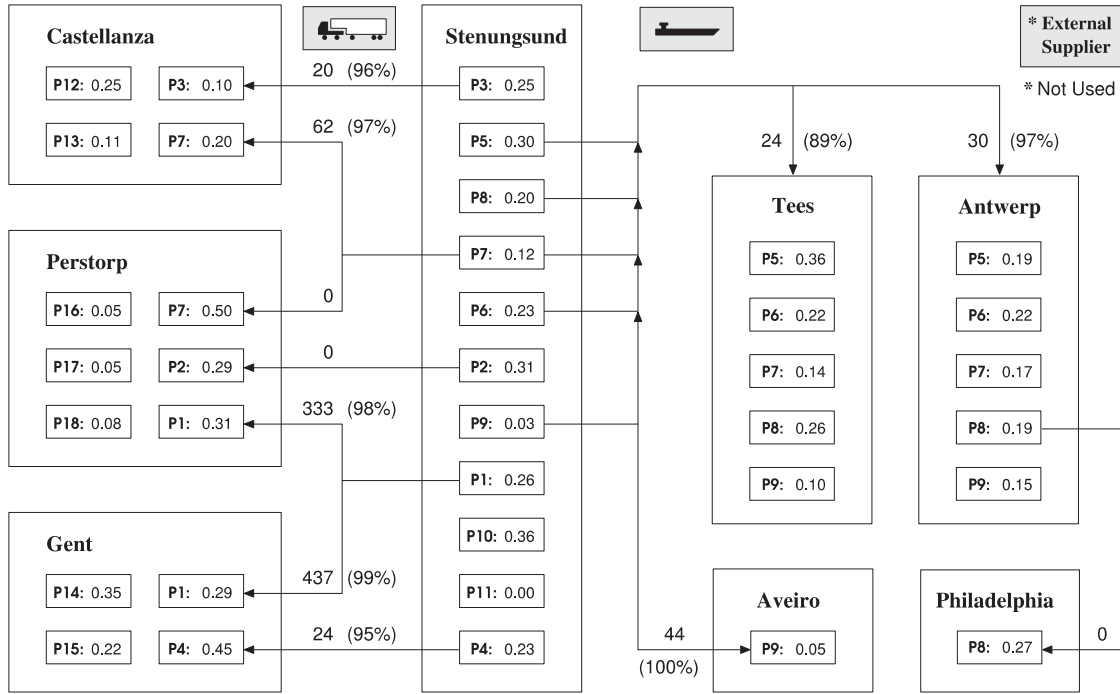 Castellanza
P12: 0.25
P3: 0.10
P13: 0.11
P7: 0.20
20 (96%)
62 (97%)
Perstorp
P16: 0.05
P7: 0.50
P17: 0.05
P2: 0.29
P18: 0.08
P1: 0.31
0
0
333 (98%)
Gent
P14: 0.35
P1: 0.29
P15: 0.22
P4: 0.45
437 (99%)
24 (95%)
Stenungsund
P3: 0.25
P5: 0.30
P8: 0.20
P7: 0.12
P6: 0.23
P2: 0.31
P9: 0.03
P1: 0.26
P10: 0.36
P11: 0.00
P4: 0.23
24 (89%)
Tees
P5: 0.36
P6: 0.22
P7: 0.14
P8: 0.26
P9: 0.10
30 (97%)
Antwerp
P5: 0.19
P6: 0.22
P7: 0.17
P8: 0.19
P9: 0.15
44
(100%)
Aveiro
P9: 0.05
Philadelphia
P8: 0.27
0
* External
Supplier
* Not Used